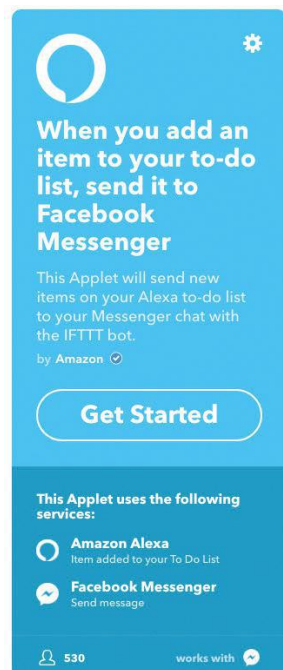 When you add an
item to your to-do
list, send it to
Facebook
Messenger
This Applet will send new
items on your Alexa to-do list
to your Messenger chat with
the IFTTT bot.
by Amazon
Get Started
This Applet uses the following
services:
Amazon Alexa
Item added to your To Do List
Facebook Messenger
Send message
530 works with